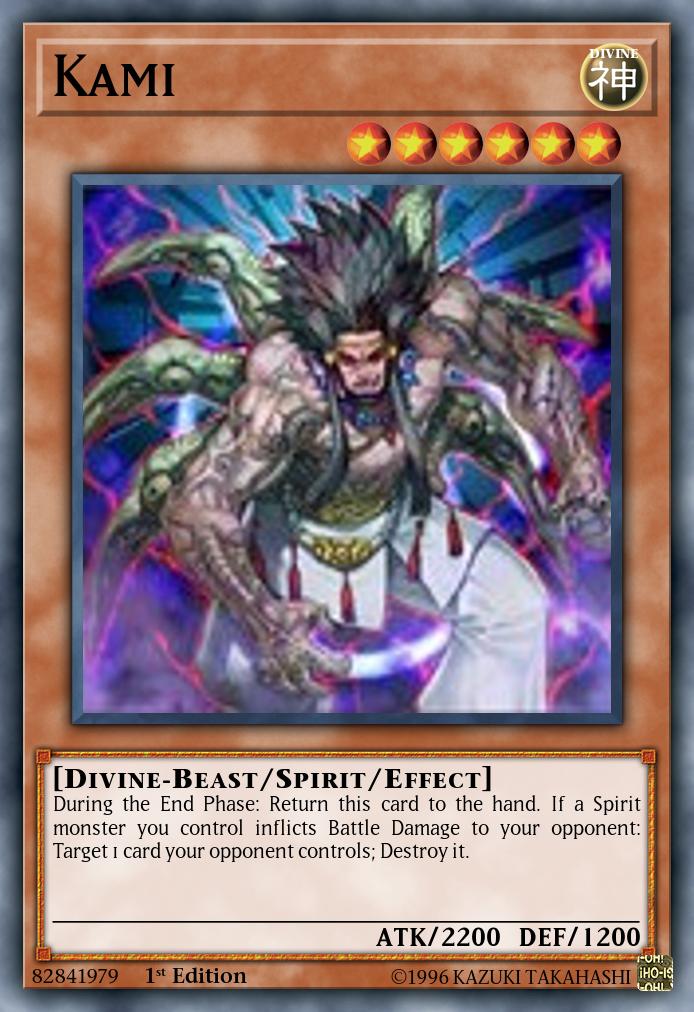 Kami
DIVINE
神
[Divine-Beast/Spirit/Effect]
During the End Phase: Return this card to the hand. If a Spirit
monster you control inflicts Battle Damage to your opponent:
Target 1 card your opponent controls; Destroy it.
ATK/2200 DEF/1200
82841979 1st Edition ©1996 KAZUKI TAKAHASHI